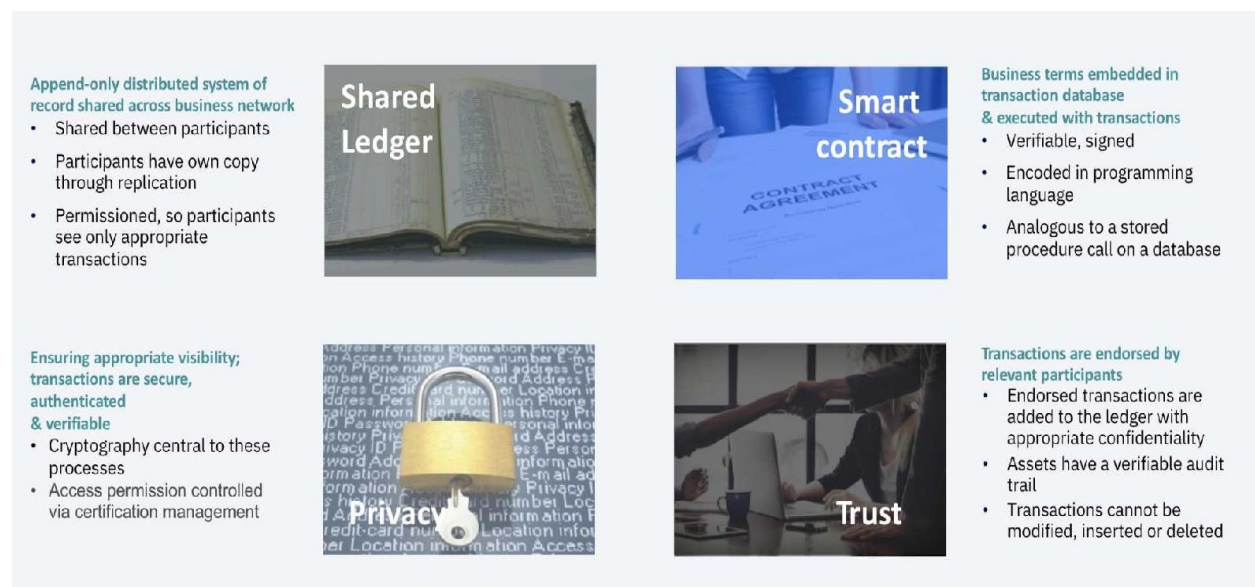 Append-only distributed system of
record shared across business network
• Shared between participants
• Participants have own copy
through replication
• Permissioned, so participants
see only appropriate
transactions
Shared
Ledger
Smart
contract
CONTRACT
AGREEMENT
Business terms embedded in
transaction database
& executed with transactions
• Verifiable, signed
• Encoded in programming
language
• Analogous to a stored
procedure call on a database
Ensuring appropriate visibility;
transactions are secure,
authenticated
& verifiable
• Cryptography central to these
processes
• Access permission controlled
via certification management
Privacy
Trust
Transactions are endorsed by
relevant participants
• Endorsed transactions are
added to the ledger with
appropriate confidentiality
• Assets have a verifiable audit
trail
• Transactions cannot be
modified, inserted or deleted